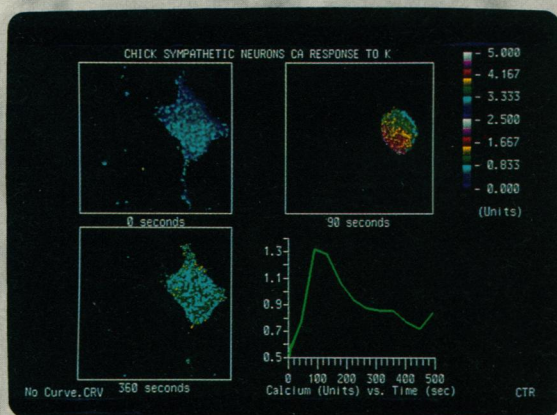 CHICK SYMPATHETIC NEURONS CA RESPONSE TO K
5.000
4.167
3.333
2.500
1.667
0.833
0.000
(Units)
0 seconds
90 seconds
1.3
1.1
0.9
0.7
0.5
0 100 200 300 400 500
360 seconds
Calcium (Units) vs. Time (sec)
No Curve.CRV
CTR